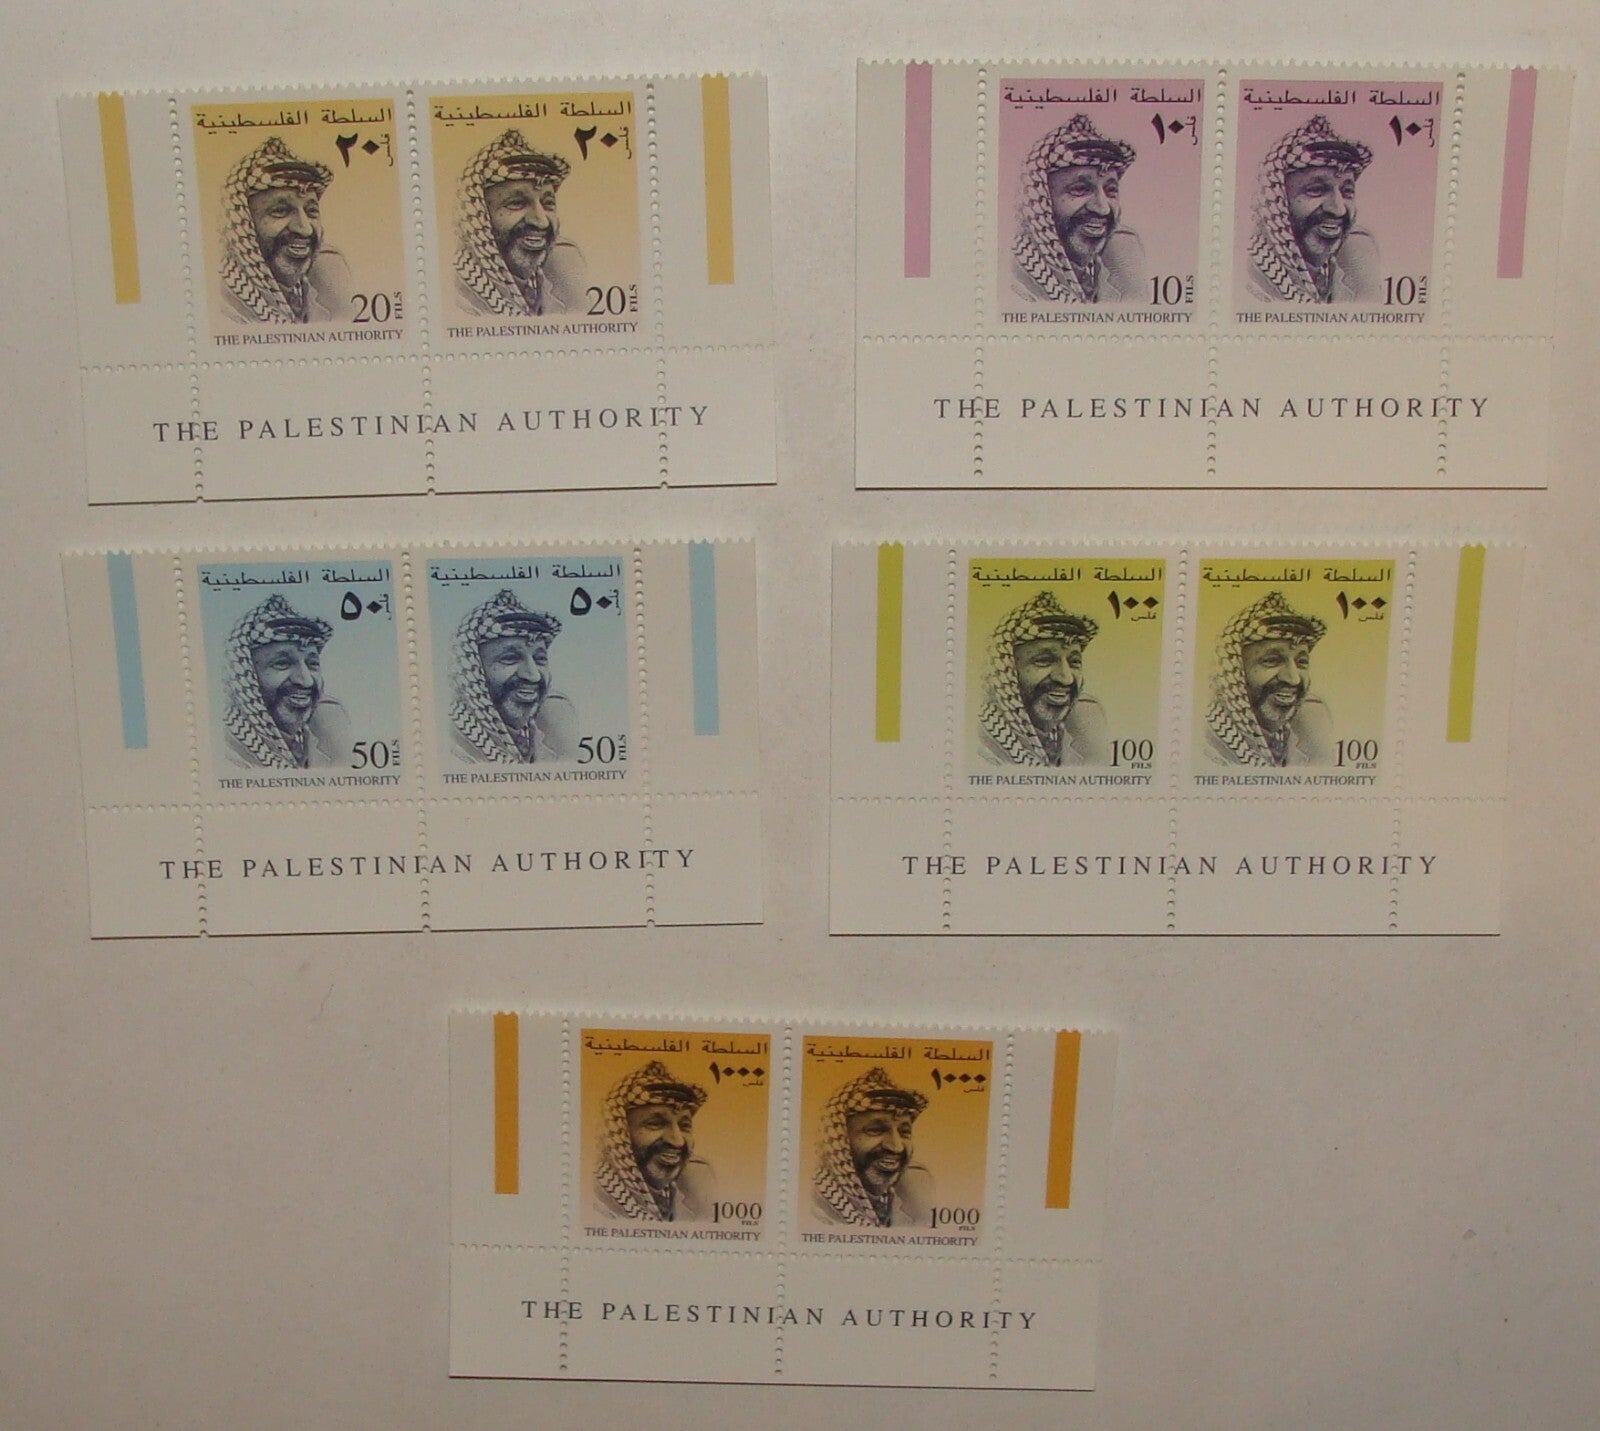 السلطة الفلسطينية
٢٠ فلس
20 FILS
THE PALESTINIAN AUTHORITY
السلطة الفلسطينية
٢٠ فلس
20 FILS
THE PALESTINIAN AUTHORITY
THE PALESTINIAN AUTHORITY
السلطة الفلسطينية
١٠ فلس
10 FILS
THE PALESTINIAN AUTHORITY
السلطة الفلسطينية
١٠ فلس
10 FILS
THE PALESTINIAN AUTHORITY
THE PALESTINIAN AUTHORITY
السلطة الفلسطينية
٥٠ فلس
50 FILS
THE PALESTINIAN AUTHORITY
السلطة الفلسطينية
٥٠ فلس
50 FILS
THE PALESTINIAN AUTHORITY
THE PALESTINIAN AUTHORITY
السلطة الفلسطينية
١٠٠
فلس
100
FILS
THE PALESTINIAN AUTHORITY
السلطة الفلسطينية
١٠٠
فلس
100
FILS
THE PALESTINIAN AUTHORITY
THE PALESTINIAN AUTHORITY
السلطة الفلسطينية
١٠٠٠
فلس
1000
FILS
THE PALESTINIAN AUTHORITY
السلطة الفلسطينية
١٠٠٠
فلس
1000
FILS
THE PALESTINIAN AUTHORITY
THE PALESTINIAN AUTHORITY